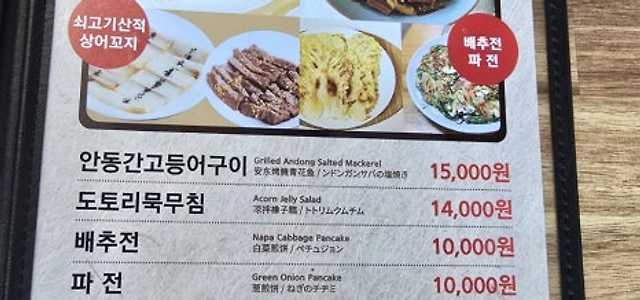 쇠고기산적
상어꼬지
배추전
파 전
안동간고등어구이 Grilled Andong Salted Mackerel 15,000원
安东烤腌青花鱼 / ンドンガンサバの塩焼き
도토리묵무침 Acorn Jelly Salad 14,000원
凉拌橡子糕 / トトリムクムチム
배추전 Napa Cabbage Pancake 10,000원
白菜煎饼 / ペチュジョン
파 전 Green Onion Pancake 10,000원
葱煎饼 / ねぎのチヂミ